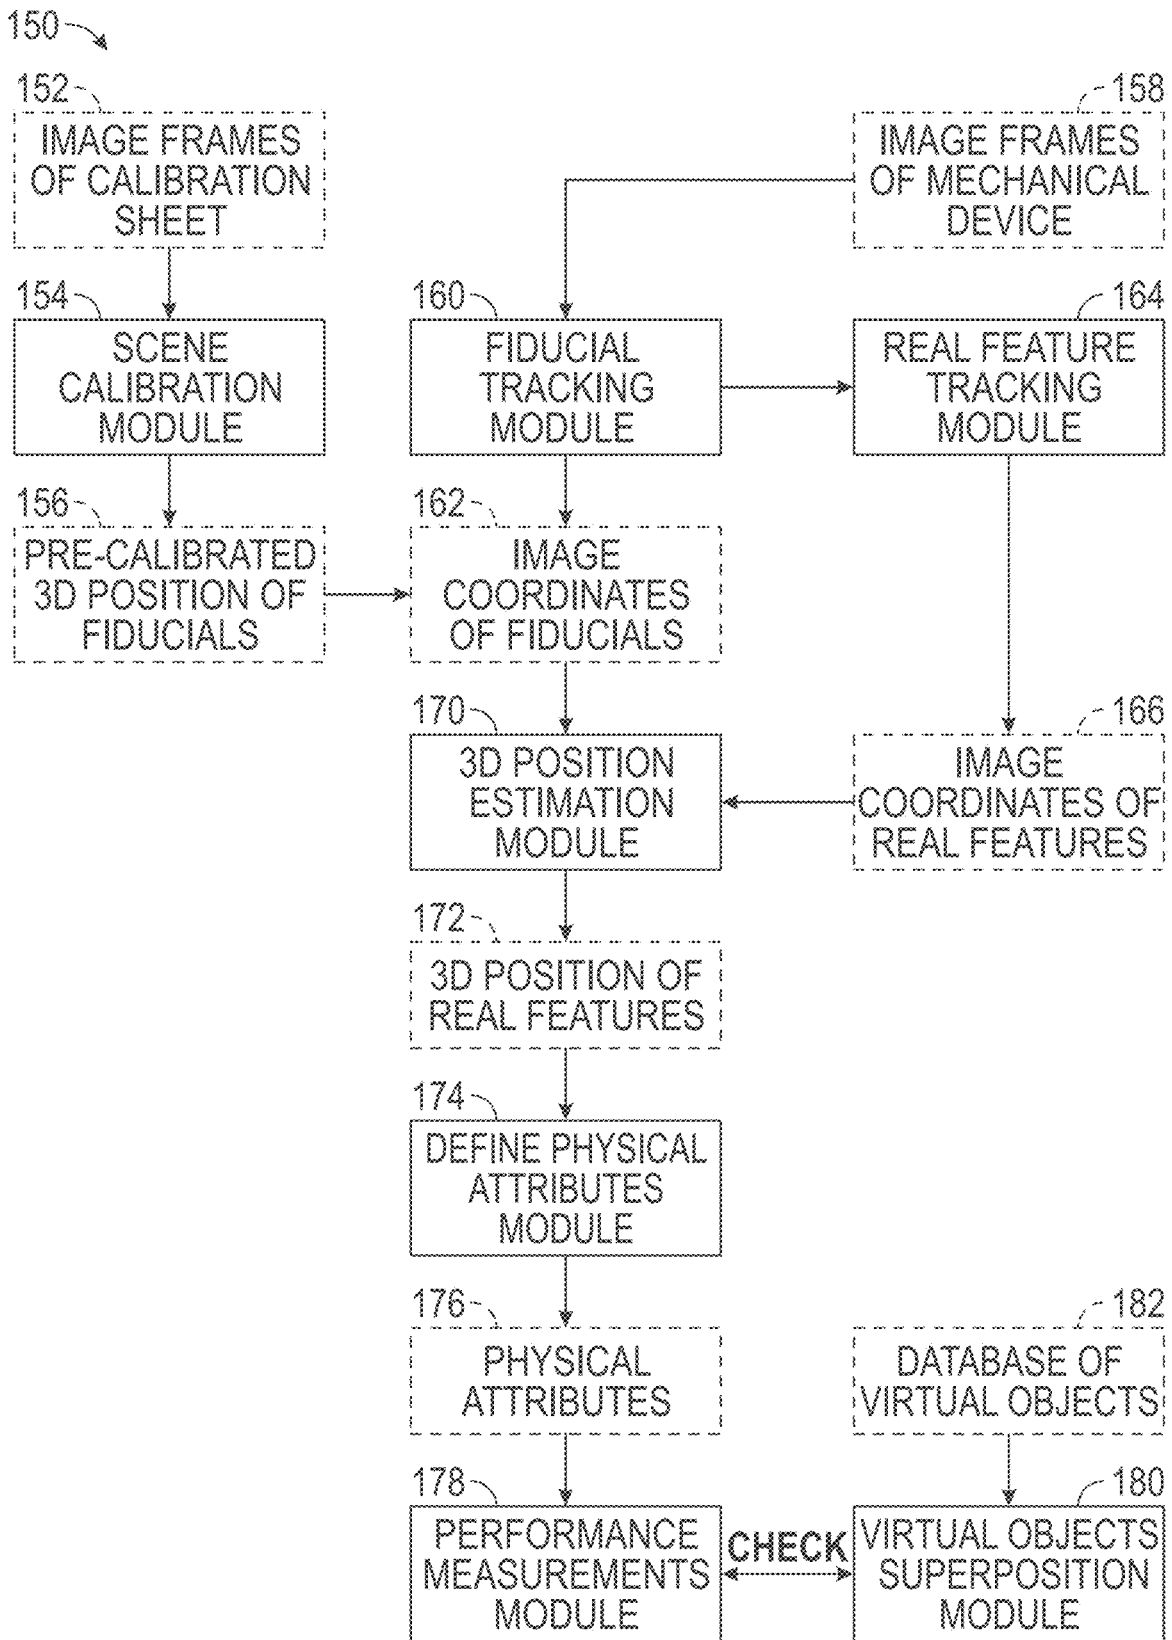 150
152
IMAGE FRAMES
OF CALIBRATION
SHEET
158
IMAGE FRAMES
OF MECHANICAL
DEVICE
154
SCENE
CALIBRATION
MODULE
160
FIDUCIAL
TRACKING
MODULE
164
REAL FEATURE
TRACKING
MODULE
156
PRE-CALIBRATED
3D POSITION OF
FIDUCIALS
162
IMAGE
COORDINATES
OF FIDUCIALS
170
3D POSITION
ESTIMATION
MODULE
166
IMAGE
COORDINATES OF
REAL FEATURES
172
3D POSITION OF
REAL FEATURES
174
DEFINE PHYSICAL
ATTRIBUTES
MODULE
176
PHYSICAL
ATTRIBUTES
182
DATABASE OF
VIRTUAL OBJECTS
178
PERFORMANCE
MEASUREMENTS
MODULE
CHECK
180
VIRTUAL OBJECTS
SUPERPOSITION
MODULE